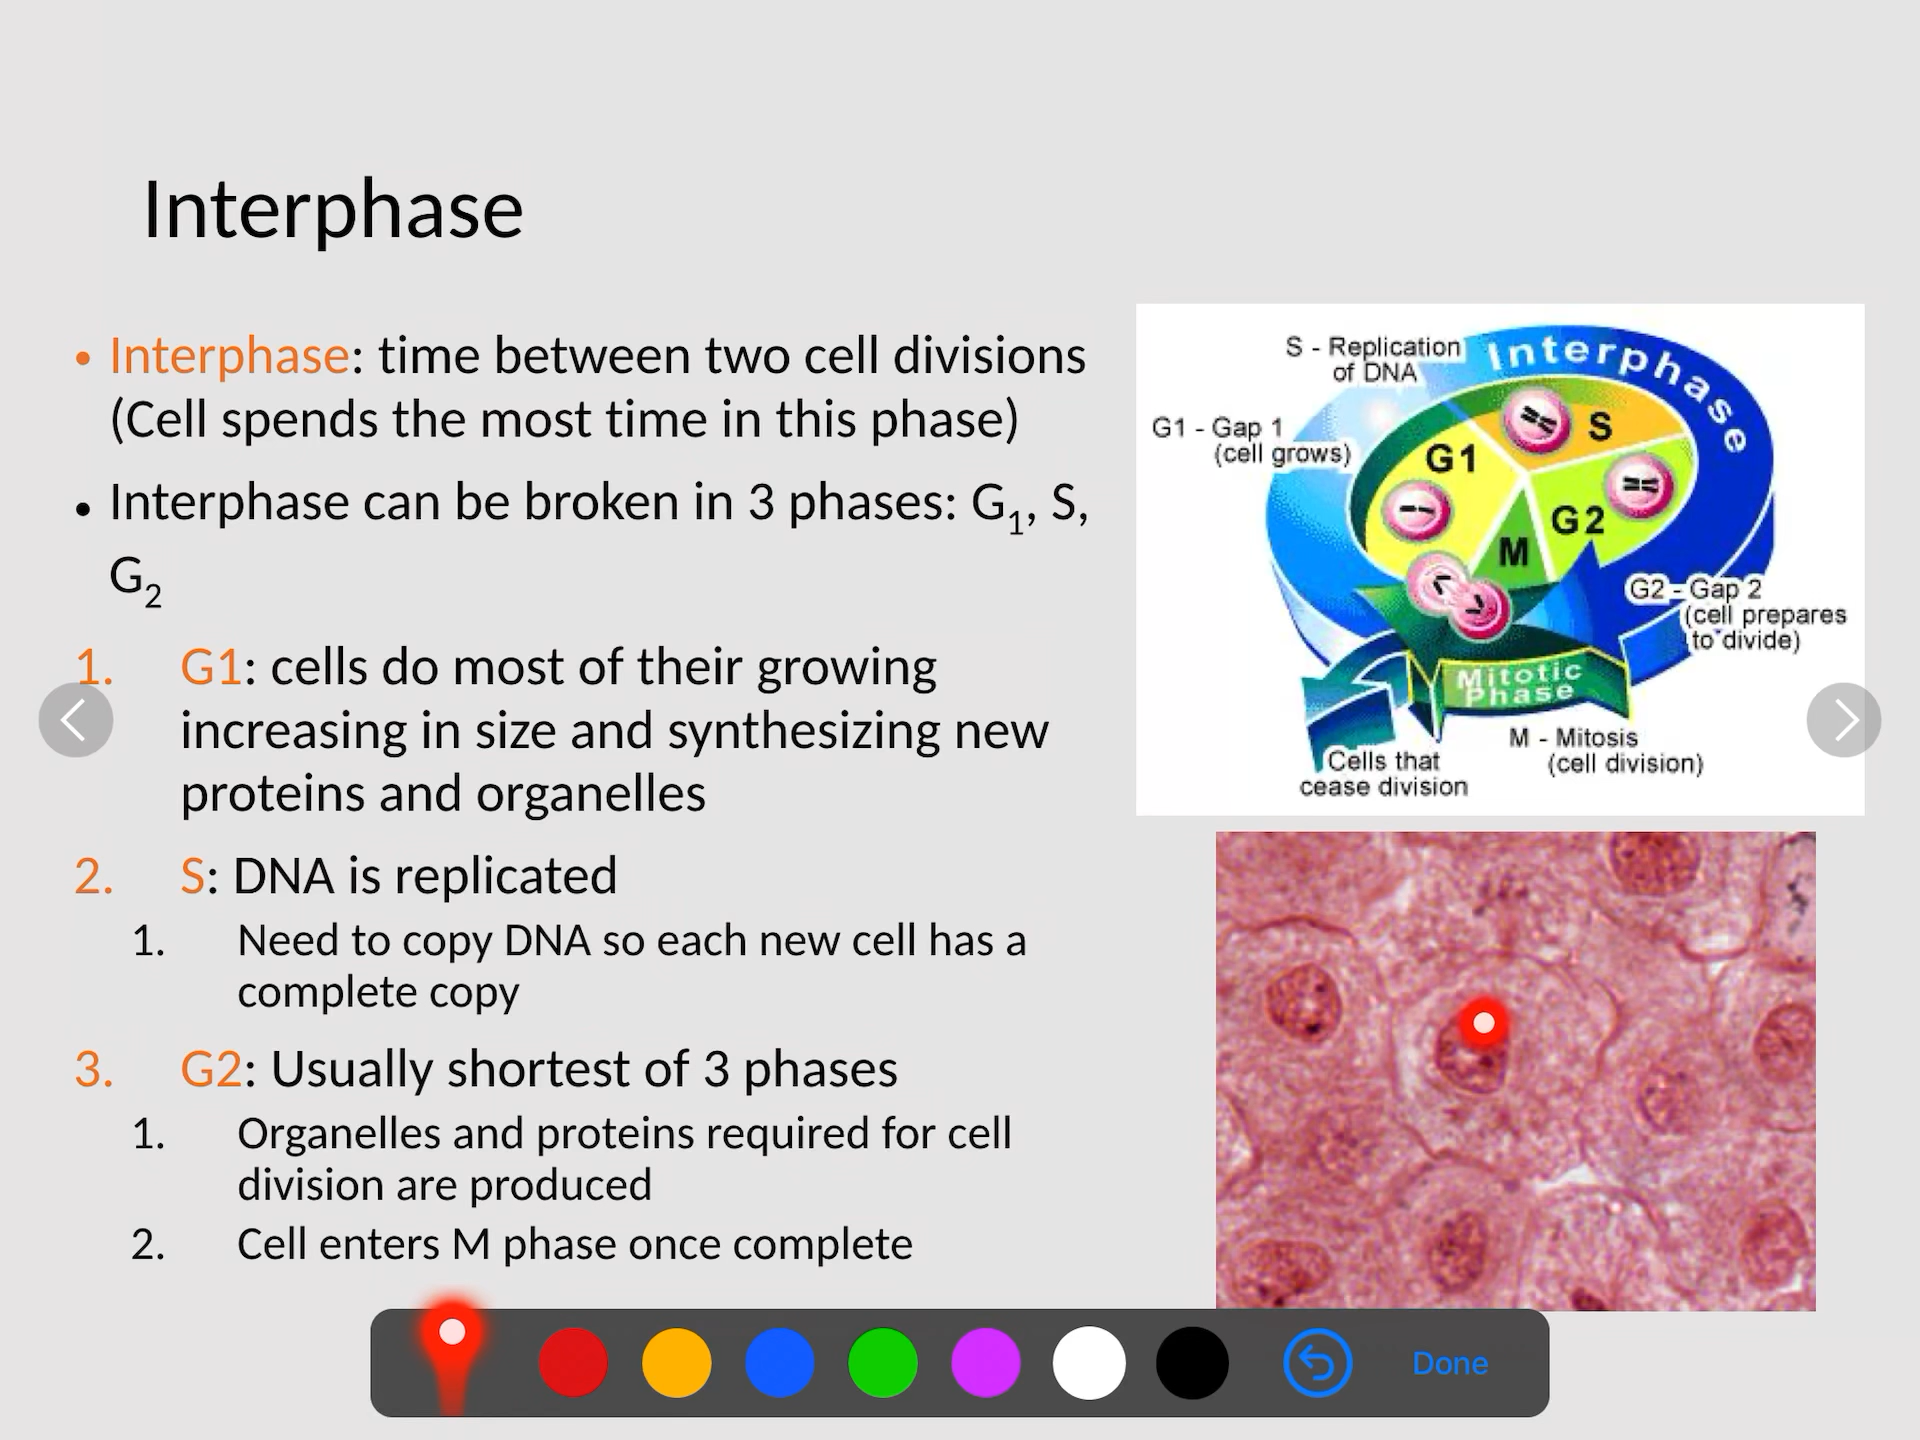 Interphase
• Interphase: time between two cell divisions
(Cell spends the most time in this phase)
• Interphase can be broken in 3 phases: G1, S,
G2
1. G1: cells do most of their growing
increasing in size and synthesizing new
proteins and organelles
2. S: DNA is replicated
1. Need to copy DNA so each new cell has a
complete copy
3. G2: Usually shortest of 3 phases
1. Organelles and proteins required for cell
division are produced
2. Cell enters M phase once complete
S - Replication
of DNA
Interphase
G1 - Gap 1
(cell grows)
S
G1
G2
M
G2 - Gap 2
(cell prepares
to divide)
Mitotic
Phase
M - Mitosis
(cell division)
Cells that
cease division
Done